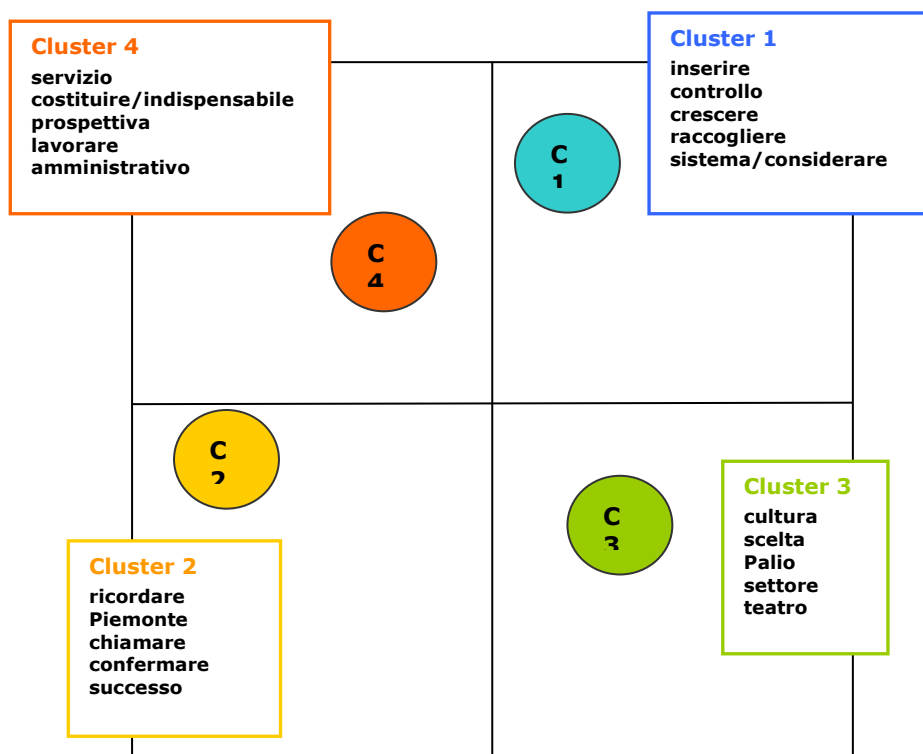 Cluster 4
servizio
costituire/indispensabile
prospettiva
lavorare
amministrativo
Cluster 1
inserire
controllo
crescere
raccogliere
sistema/considerare
C
1
C
4
C
2
C
3
Cluster 3
cultura
scelta
Palio
settore
teatro
Cluster 2
ricordare
Piemonte
chiamare
confermare
successo